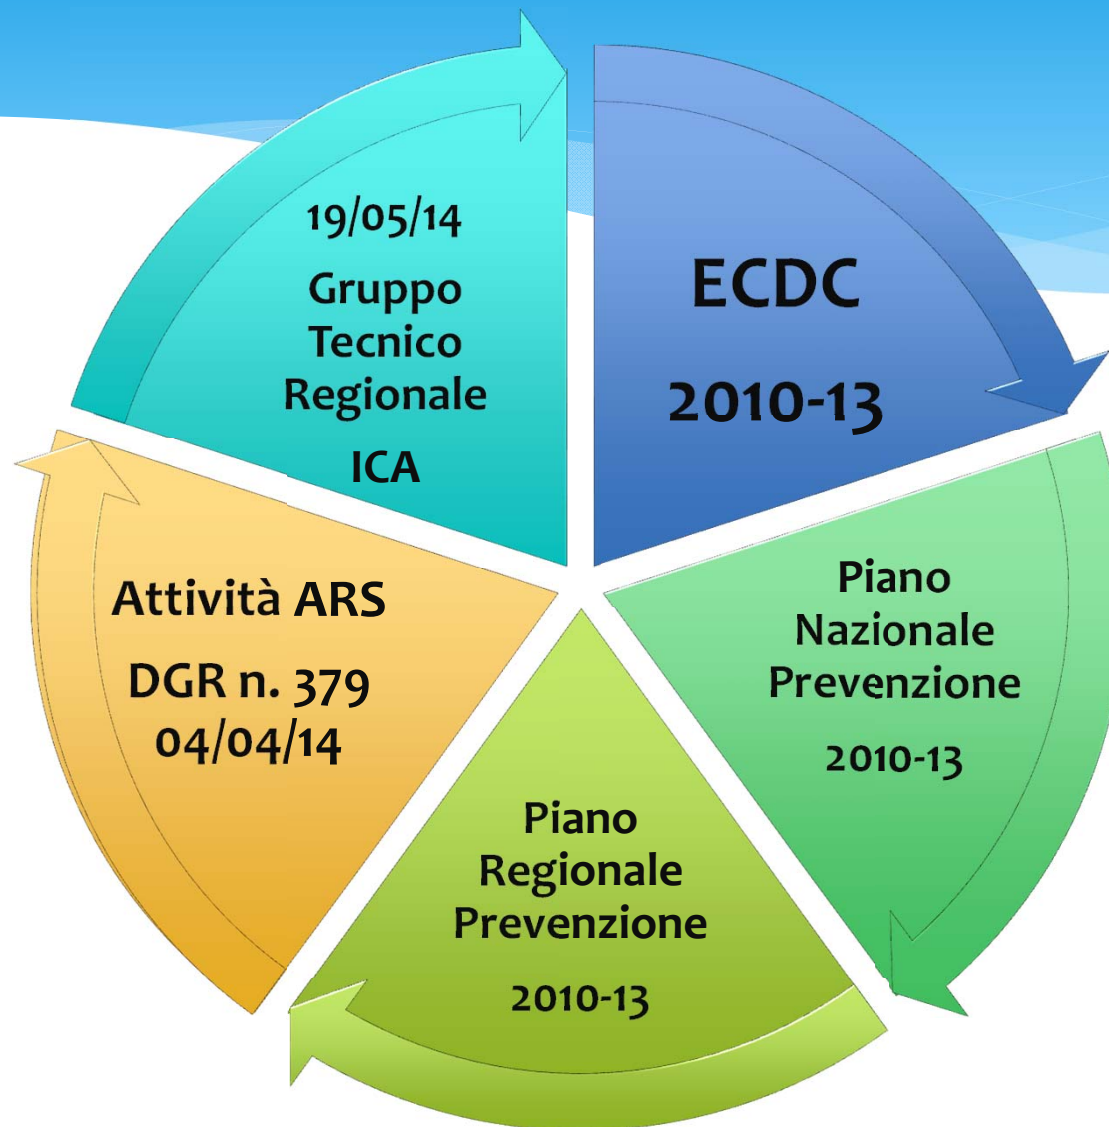 19/05/14
Gruppo
Tecnico
Regionale
ICA
ECDC
2010-13
Piano
Nazionale
Prevenzione
2010-13
Piano
Regionale
Prevenzione
2010-13
Attività ARS
DGR n. 379
04/04/14